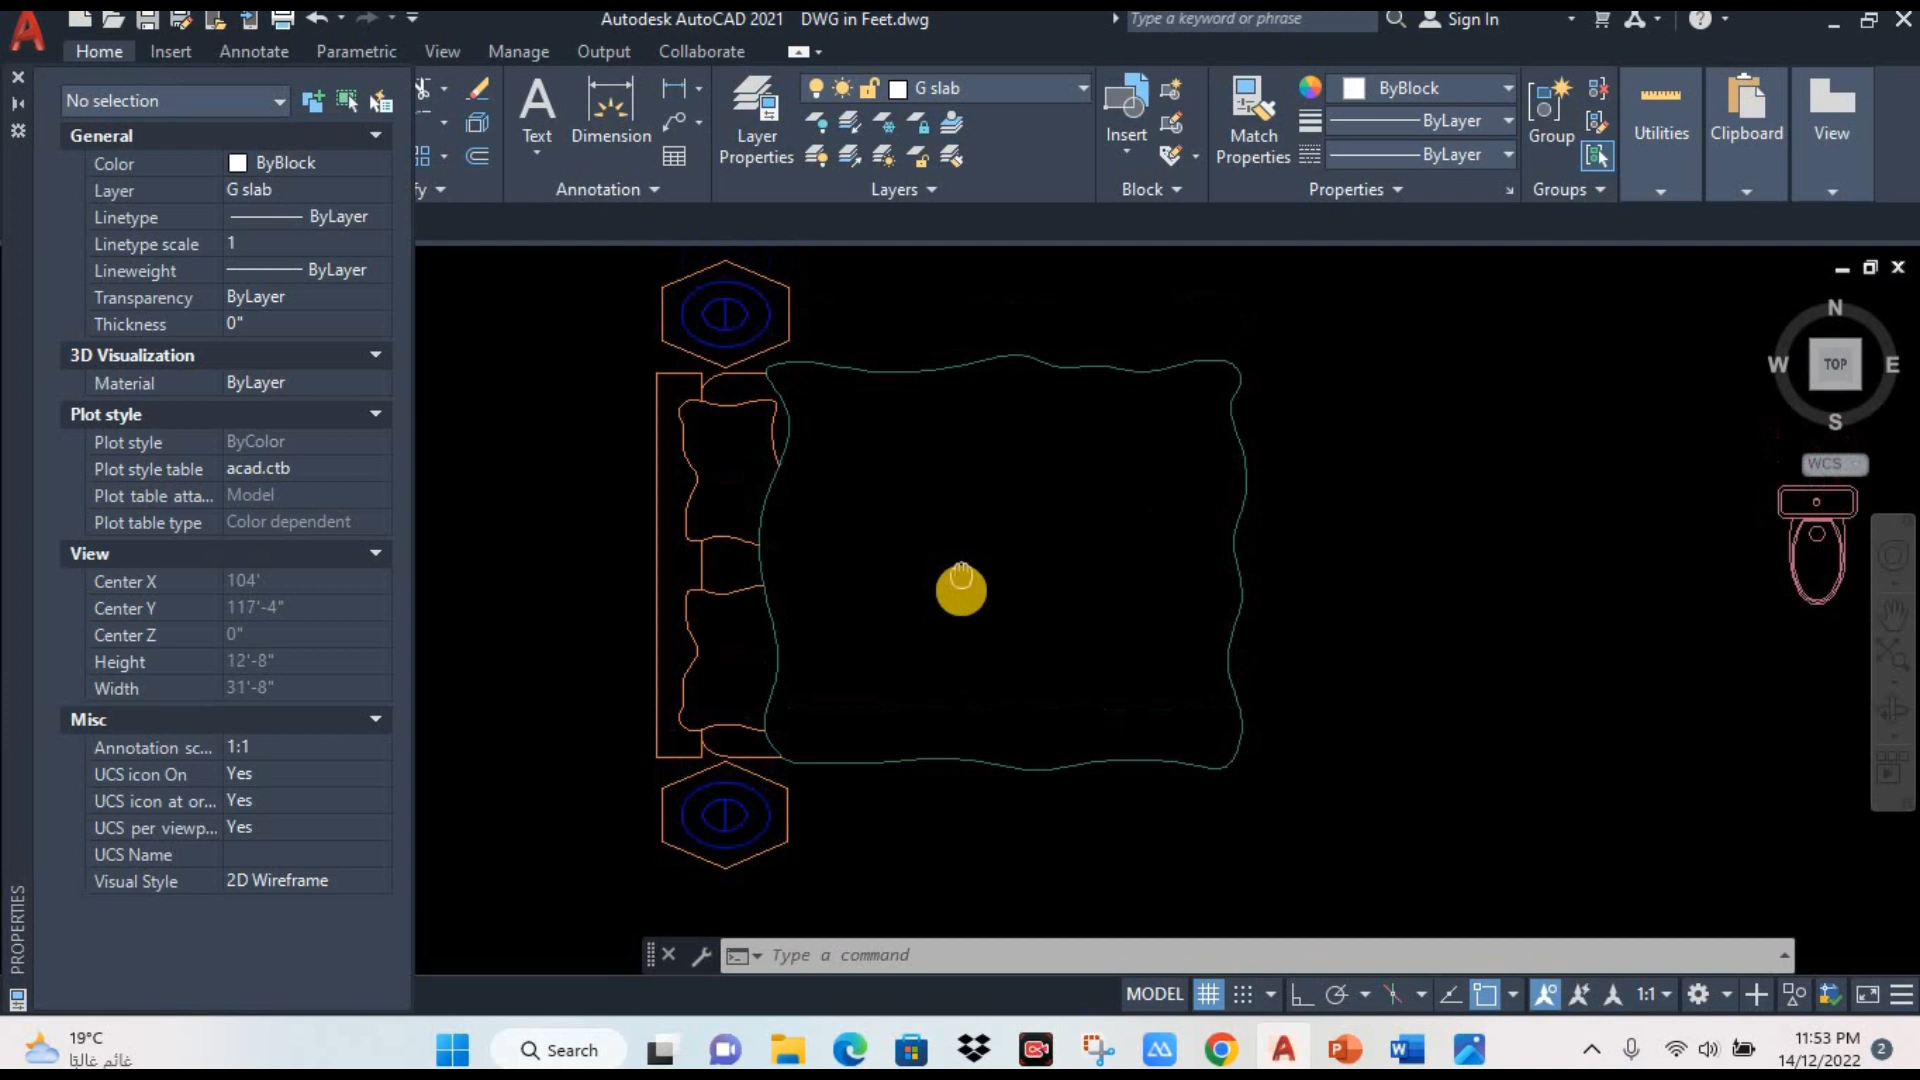 Autodesk AutoCAD 2021 DWG in Feet.dwg
Type a keyword or phrase
Sign In
Home Insert Annotate Parametric View Manage Output Collaborate
No selection
General
Color ByBlock
Layer G slab
Linetype ByLayer
Linetype scale 1
Lineweight ByLayer
Transparency ByLayer
Thickness 0"
3D Visualization
Material ByLayer
Plot style
Plot style ByColor
Plot style table acad.ctb
Plot table atta... Model
Plot table type Color dependent
View
Center X 104'
Center Y 117'-4"
Center Z 0"
Height 12'-8"
Width 31'-8"
Misc
Annotation sc... 1:1
UCS icon On Yes
UCS icon at or... Yes
UCS per viewp... Yes
UCS Name
Visual Style 2D Wireframe
PROPERTIES
fy
Text
Dimension
Annotation
Layer Properties
G slab
Layers
Insert
Block
Match Properties
ByBlock
ByLayer
ByLayer
Properties
Group
Groups
Utilities
Clipboard
View
N
W TOP E
S
WCS
Type a command
MODEL 1:1
19°C
غائم غالبًا
Search
11:53 PM
14/12/2022
2